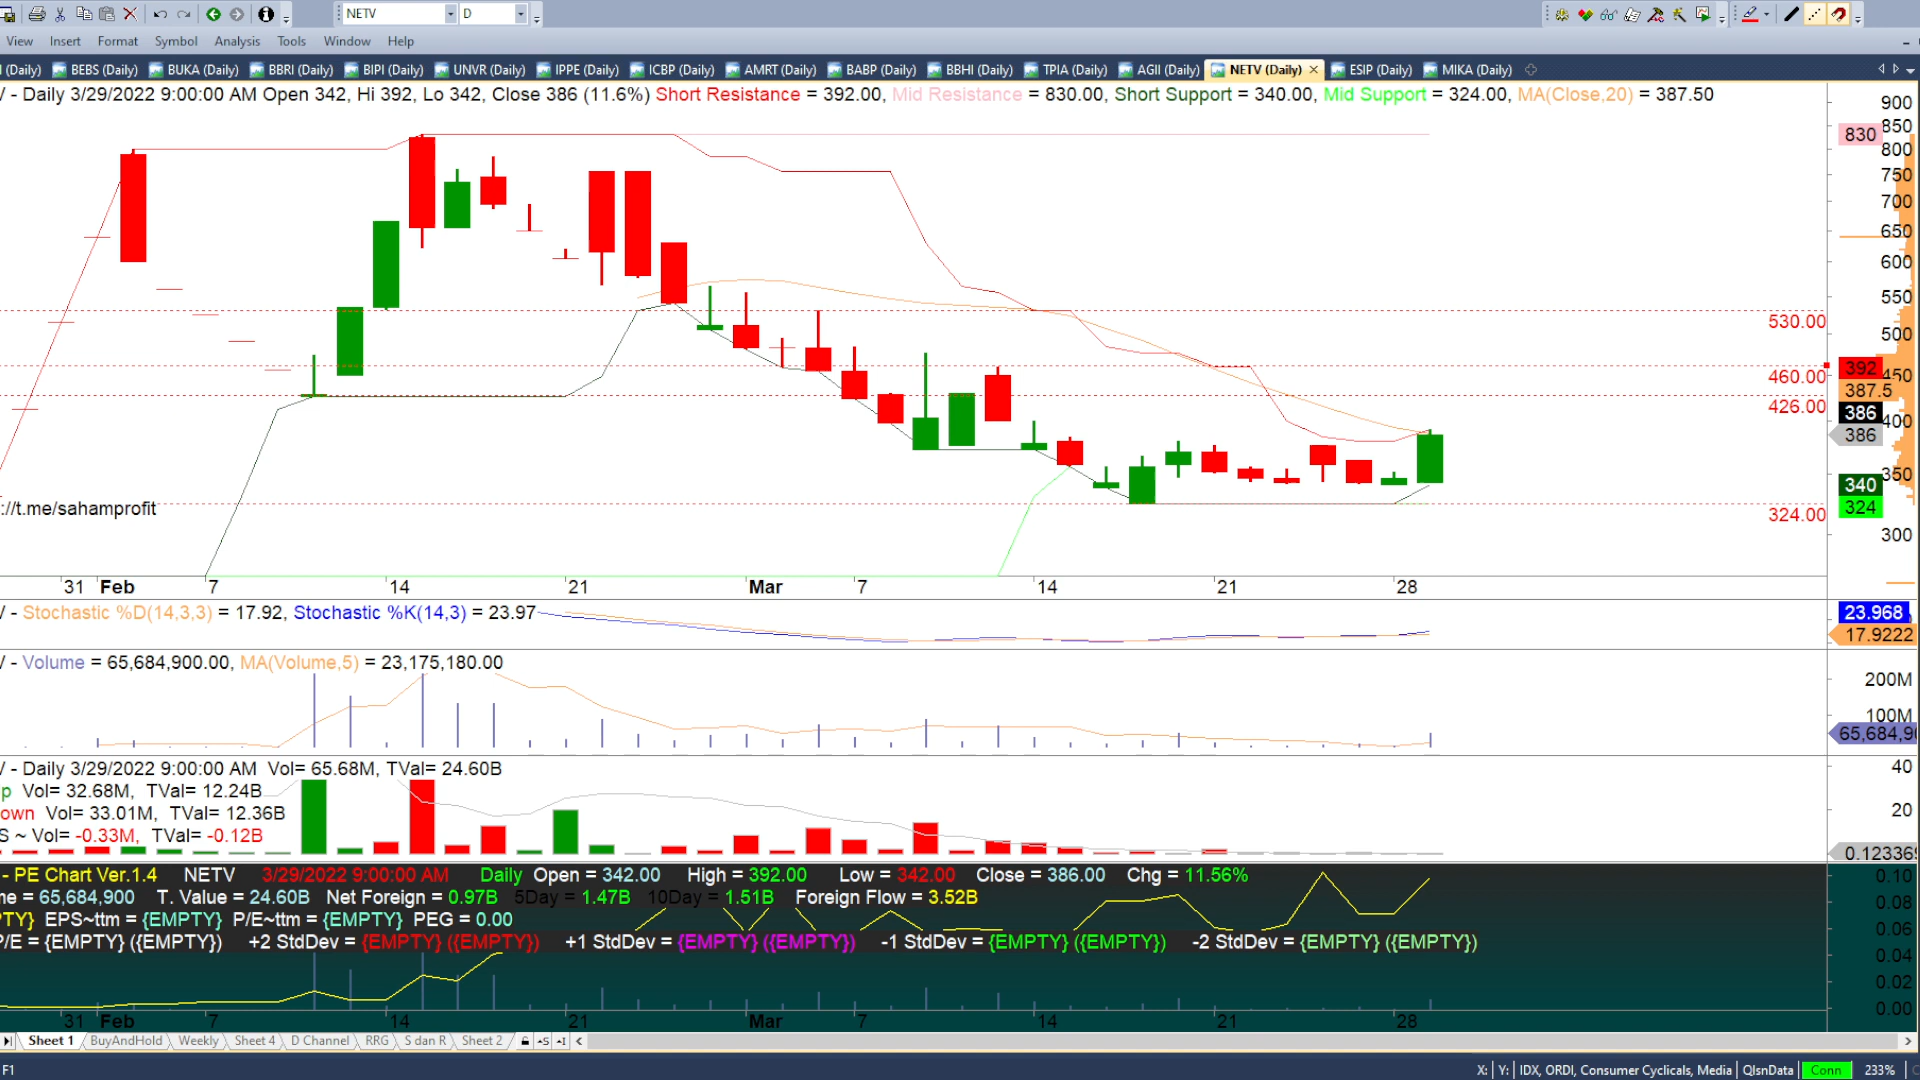 NETV D
View Insert Format Symbol Analysis Tools Window Help
(Daily) BEBS (Daily) BUKA (Daily) BBRI (Daily) BIPI (Daily) UNVR (Daily) IPPE (Daily) ICBP (Daily) AMRT (Daily) BABP (Daily) BBHI (Daily) TPIA (Daily) AGII (Daily) NETV (Daily) ESIP (Daily) MIKA (Daily)
- Daily 3/29/2022 9:00:00 AM Open 342, Hi 392, Lo 342, Close 386 (11.6%) Short Resistance = 392.00, Mid Resistance = 830.00, Short Support = 340.00, Mid Support = 324.00, MA(Close,20) = 387.50
900
850
830
800
750
700
650
600
550
530.00
500
392
460.00
450
387.5
426.00
386
400
386
350
340
324
://t.me/sahamprofit
324.00
300
31 Feb 7 14 21 Mar 7 14 21 28
- Stochastic %D(14,3,3) = 17.92, Stochastic %K(14,3) = 23.97
23.968
17.9222
- Volume = 65,684,900.00, MA(Volume,5) = 23,175,180.00
200M
100M
65,684,90
- Daily 3/29/2022 9:00:00 AM Vol= 65.68M, TVal= 24.60B
40
p Vol= 32.68M, TVal= 12.24B
own Vol= 33.01M, TVal= 12.36B
20
S ~ Vol= -0.33M, TVal= -0.12B
0.123369
- PE Chart Ver.1.4 NETV 3/29/2022 9:00:00 AM Daily Open = 342.00 High = 392.00 Low = 342.00 Close = 386.00 Chg = 11.56%
0.10
me = 65,684,900 T. Value = 24.60B Net Foreign = 0.97B 5Day = 1.47B 10Day = 1.51B Foreign Flow = 3.52B
0.08
PTY} EPS~ttm = {EMPTY} P/E~ttm = {EMPTY} PEG = 0.00
0.06
P/E = {EMPTY} ({EMPTY}) +2 StdDev = {EMPTY} ({EMPTY}) +1 StdDev = {EMPTY} ({EMPTY}) -1 StdDev = {EMPTY} ({EMPTY}) -2 StdDev = {EMPTY} ({EMPTY})
0.04
0.02
0.00
31 Feb 7 14 21 Mar 7 14 21 28
Sheet 1 BuyAndHold Weekly Sheet 4 D Channel RRG S dan R Sheet 2
F1 X: Y: IDX, ORDI, Consumer Cyclicals, Media QlsnData Conn 233%